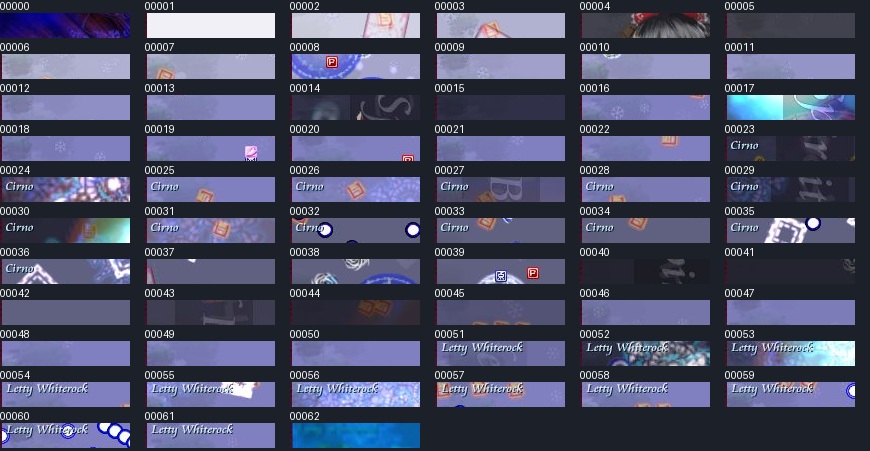 00000 00001 00002 00003 00004 00005
00006 00007 00008 00009 00010 00011
P
00012 00013 00014 00015 00016 00017
00018 00019 00020 00021 00022 00023
Cirno
P
00024 00025 00026 00027 00028 00029
Cirno Cirno Cirno Cirno Cirno Cirno
00030 00031 00032 00033 00034 00035
Cirno Cirno Cirno Cirno Cirno Cirno
00036 00037 00038 00039 00040 00041
Cirno
P
00042 00043 00044 00045 00046 00047
00048 00049 00050 00051 00052 00053
Letty Whiterock Letty Whiterock Letty Whiterock
00054 00055 00056 00057 00058 00059
Letty Whiterock Letty Whiterock Letty Whiterock Letty Whiterock Letty Whiterock Letty Whiterock
00060 00061 00062
Letty Whiterock Letty Whiterock